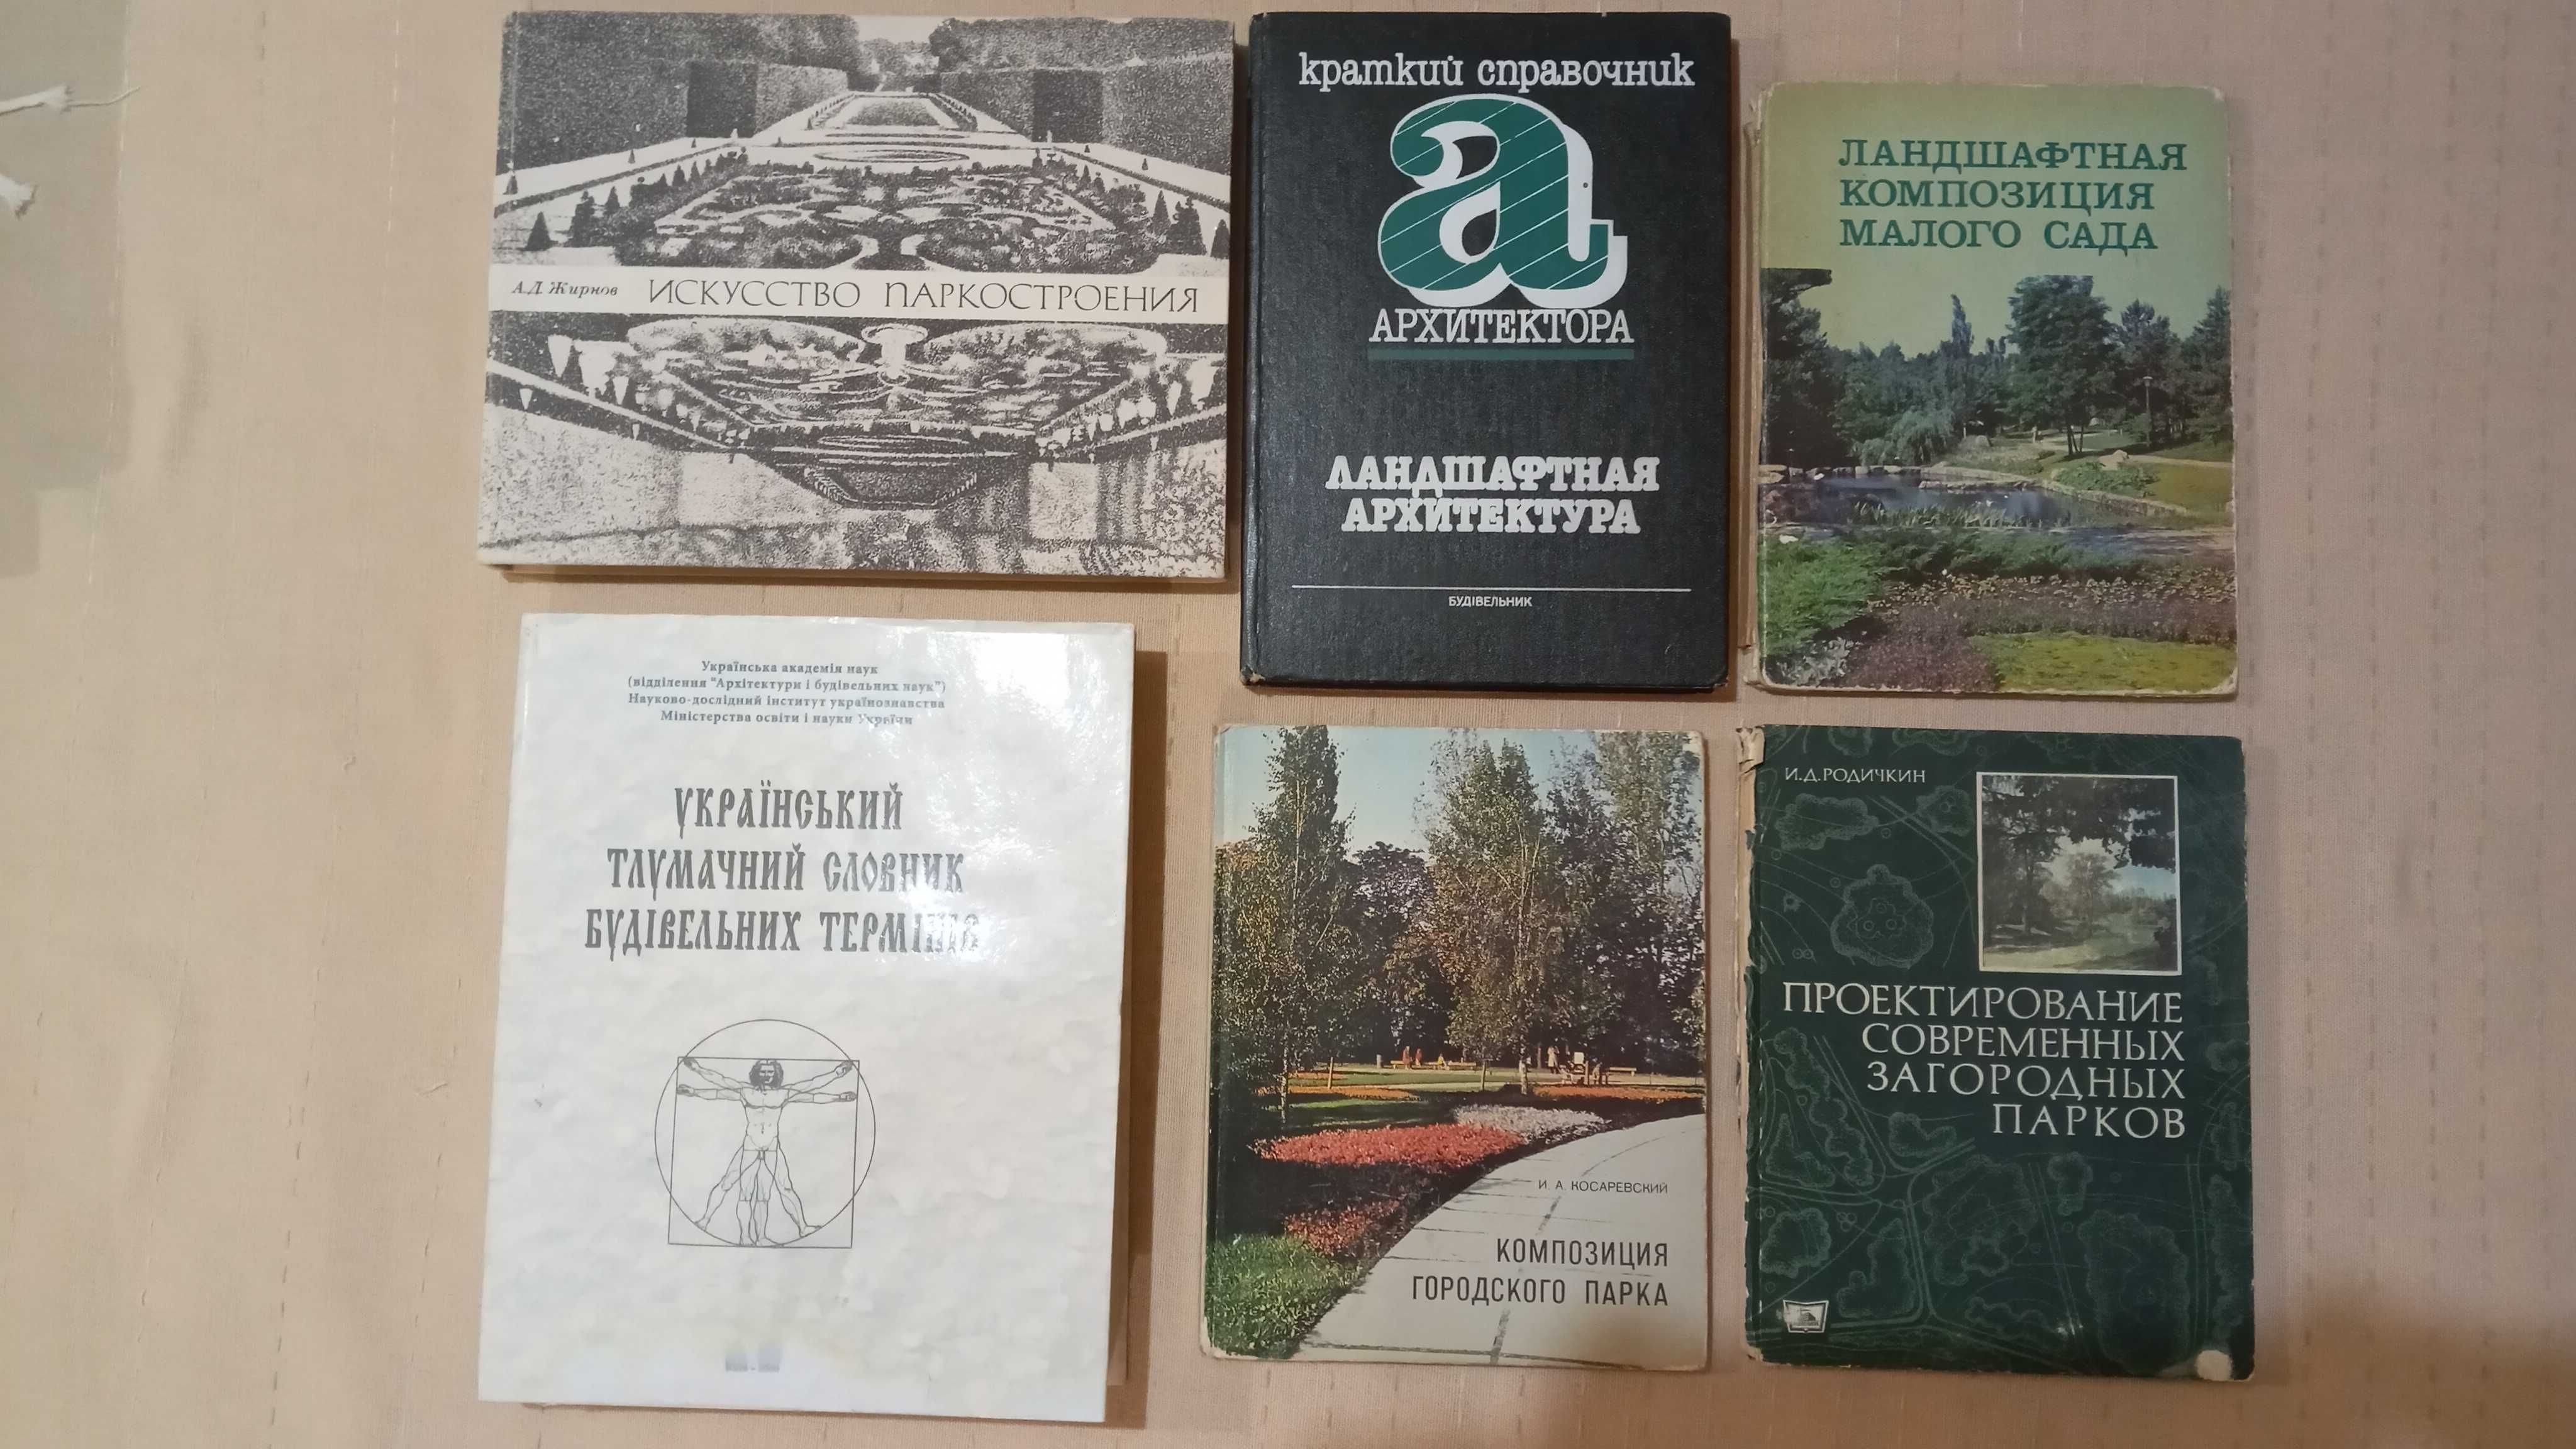 А.Д. Жирнов ИСКУССТВО ПАРКОСТРОЕНИЯ
краткий справочник
а
АРХИТЕКТОРА
ЛАНДШАФТНАЯ
АРХИТЕКТУРА
БУДІВЕЛЬНИК
ЛАНДШАФТНАЯ
КОМПОЗИЦИЯ
МАЛОГО САДА
Українська академія наук
(відділення "Архітектури і будівельних наук")
Науково-дослідний інститут українознавства
Міністерства освіти і науки України
УКРАЇНСЬКИЙ
ТЛУМАЧНИЙ СЛОВНИК
БУДІВЕЛЬНИХ ТЕРМІНІВ
И. А. КОСАРЕВСКИЙ
КОМПОЗИЦИЯ
ГОРОДСКОГО ПАРКА
И.Д. РОДИЧКИН
ПРОЕКТИРОВАНИЕ
СОВРЕМЕННЫХ
ЗАГОРОДНЫХ
ПАРКОВ